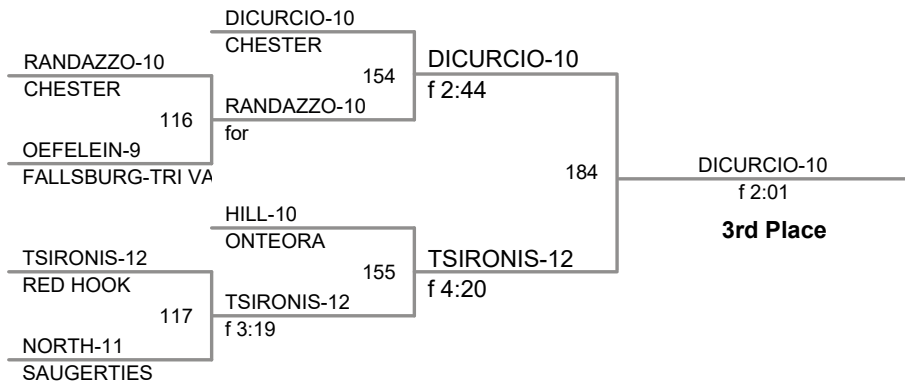 DICURCIO-10
CHESTER
RANDAZZO-10
CHESTER
116
OEFELEIN-9
FALLSBURG-TRI VA
154
RANDAZZO-10
for
DICURCIO-10
f 2:44
HILL-10
ONTEORA
TSIRONIS-12
RED HOOK
117
NORTH-11
SAUGERTIES
155
TSIRONIS-12
f 3:19
TSIRONIS-12
f 4:20
184
DICURCIO-10
f 2:01
3rd Place